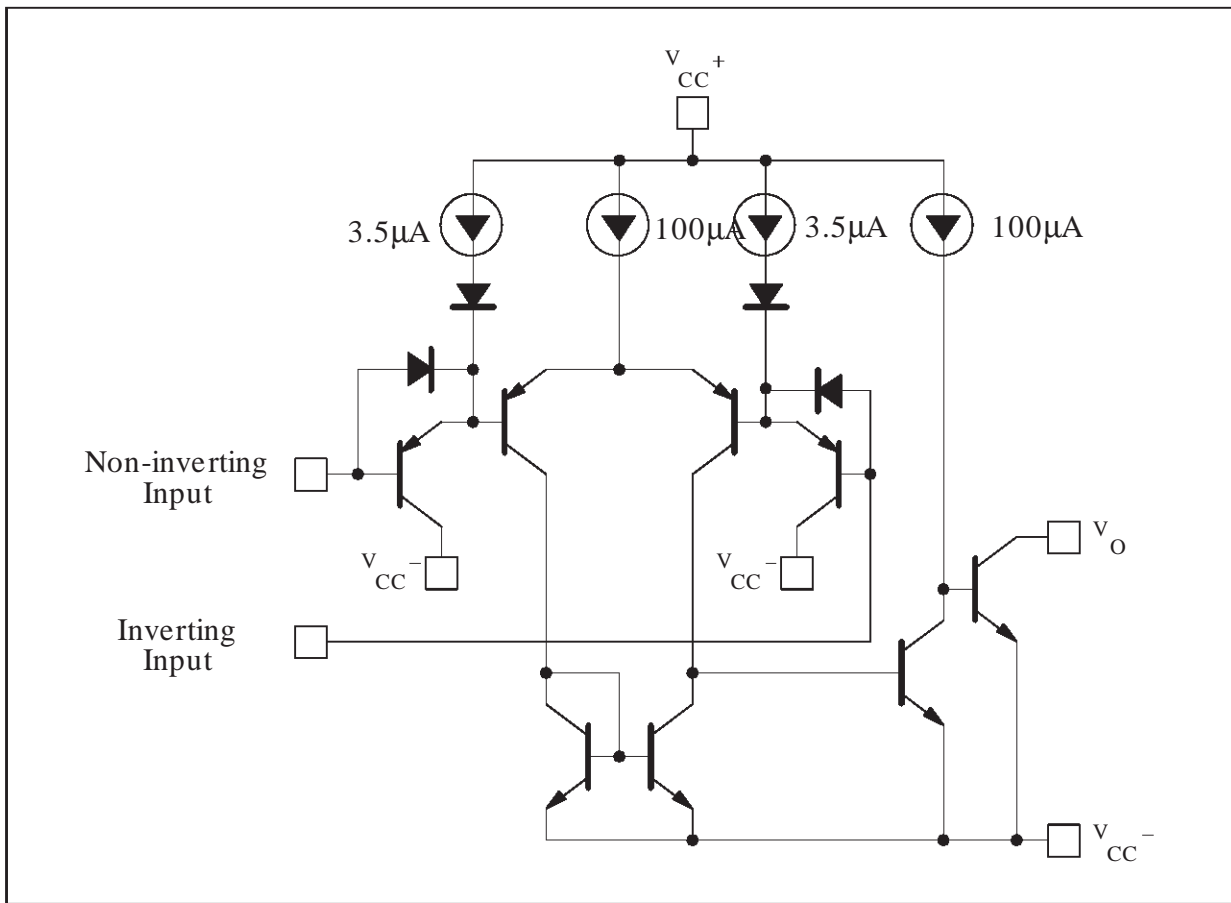 VCC+
3.5μA
100μA
3.5μA
100μA
Non-inverting
Input
VCC−
VCC−
VO
Inverting
Input
VCC−